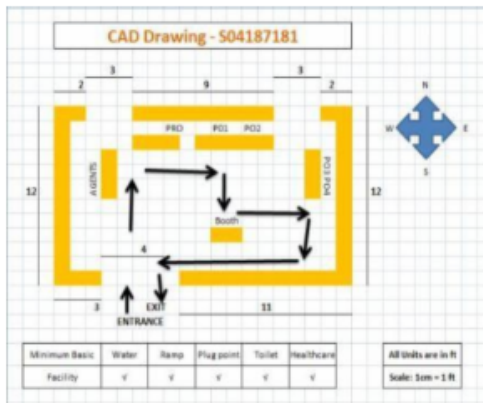 CAD Drawing - S04187181
3
3
2
9
2
N
PRO
PO1
PO2
W
E
AGENTS
PO3 PO4
S
12
12
Booth
4
3
EXIT
11
ENTRANCE
Minimum Basic Water Ramp Plug point Toilet Healthcare
Facility √ √ √ √ √
All Units are in ft
Scale: 1cm = 1 ft